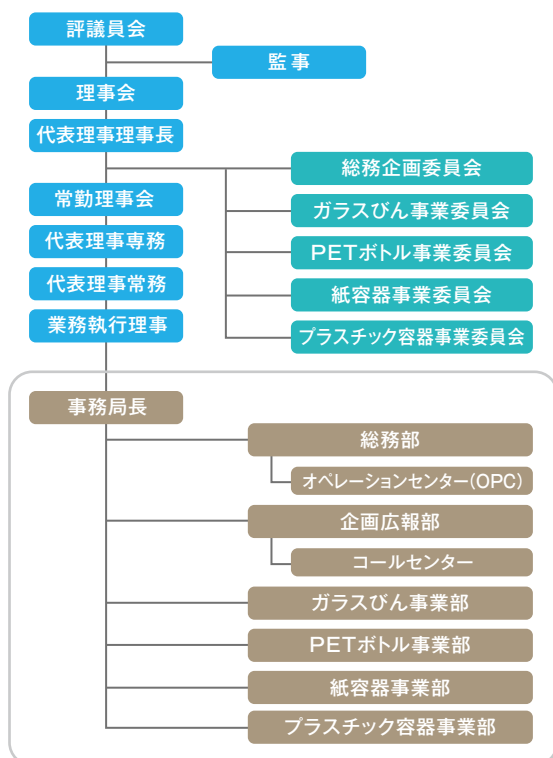 評議員会
監事
理事会
代表理事理事長
総務企画委員会
ガラスびん事業委員会
PETボトル事業委員会
紙容器事業委員会
プラスチック容器事業委員会
常勤理事会
代表理事専務
代表理事常務
業務執行理事
事務局長
総務部
オペレーションセンター(OPC)
企画広報部
コールセンター
ガラスびん事業部
PETボトル事業部
紙容器事業部
プラスチック容器事業部